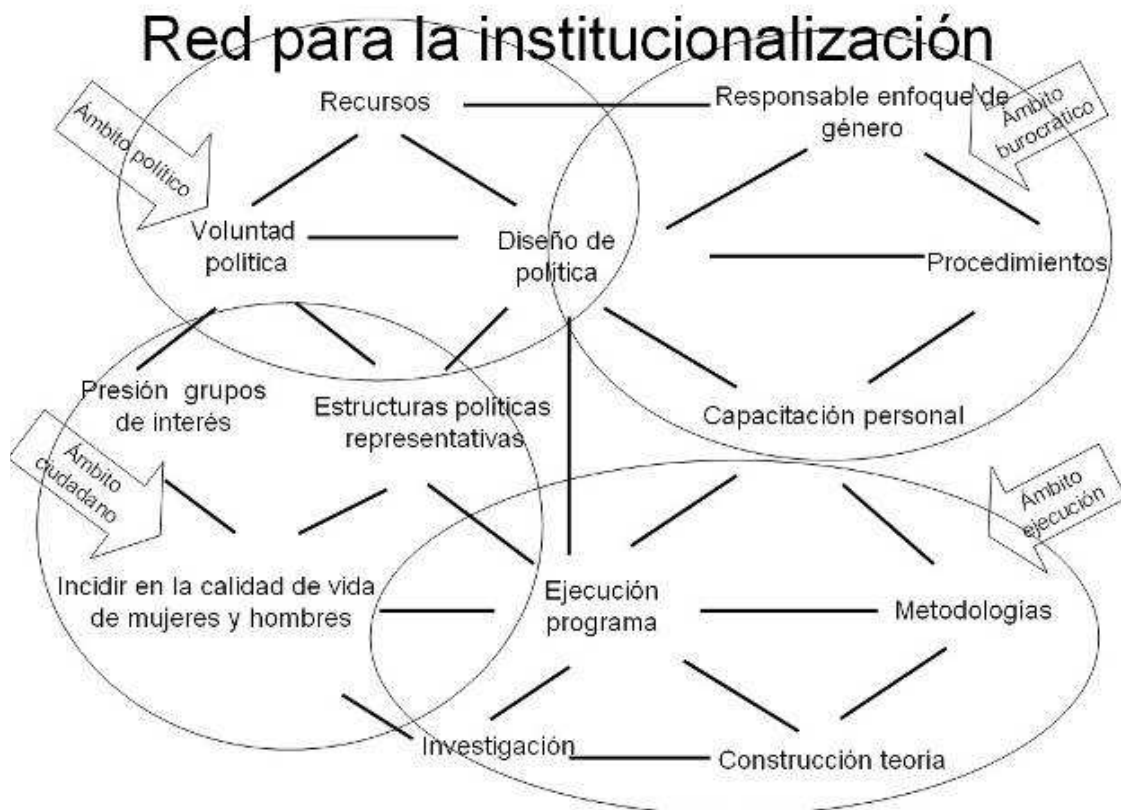 Red para la institucionalización
Recursos
Responsable enfoque de
género
Ámbito político
Ámbito
burocrático
Voluntad
política
Diseño de
política
Procedimientos
Presión grupos
de interés
Estructuras políticas
representativas
Capacitación personal
Ámbito
ciudadano
Ámbito
ejecución
Incidir en la calidad de vida
de mujeres y hombres
Ejecución
programa
Metodologías
Investigación
Construcción teoría